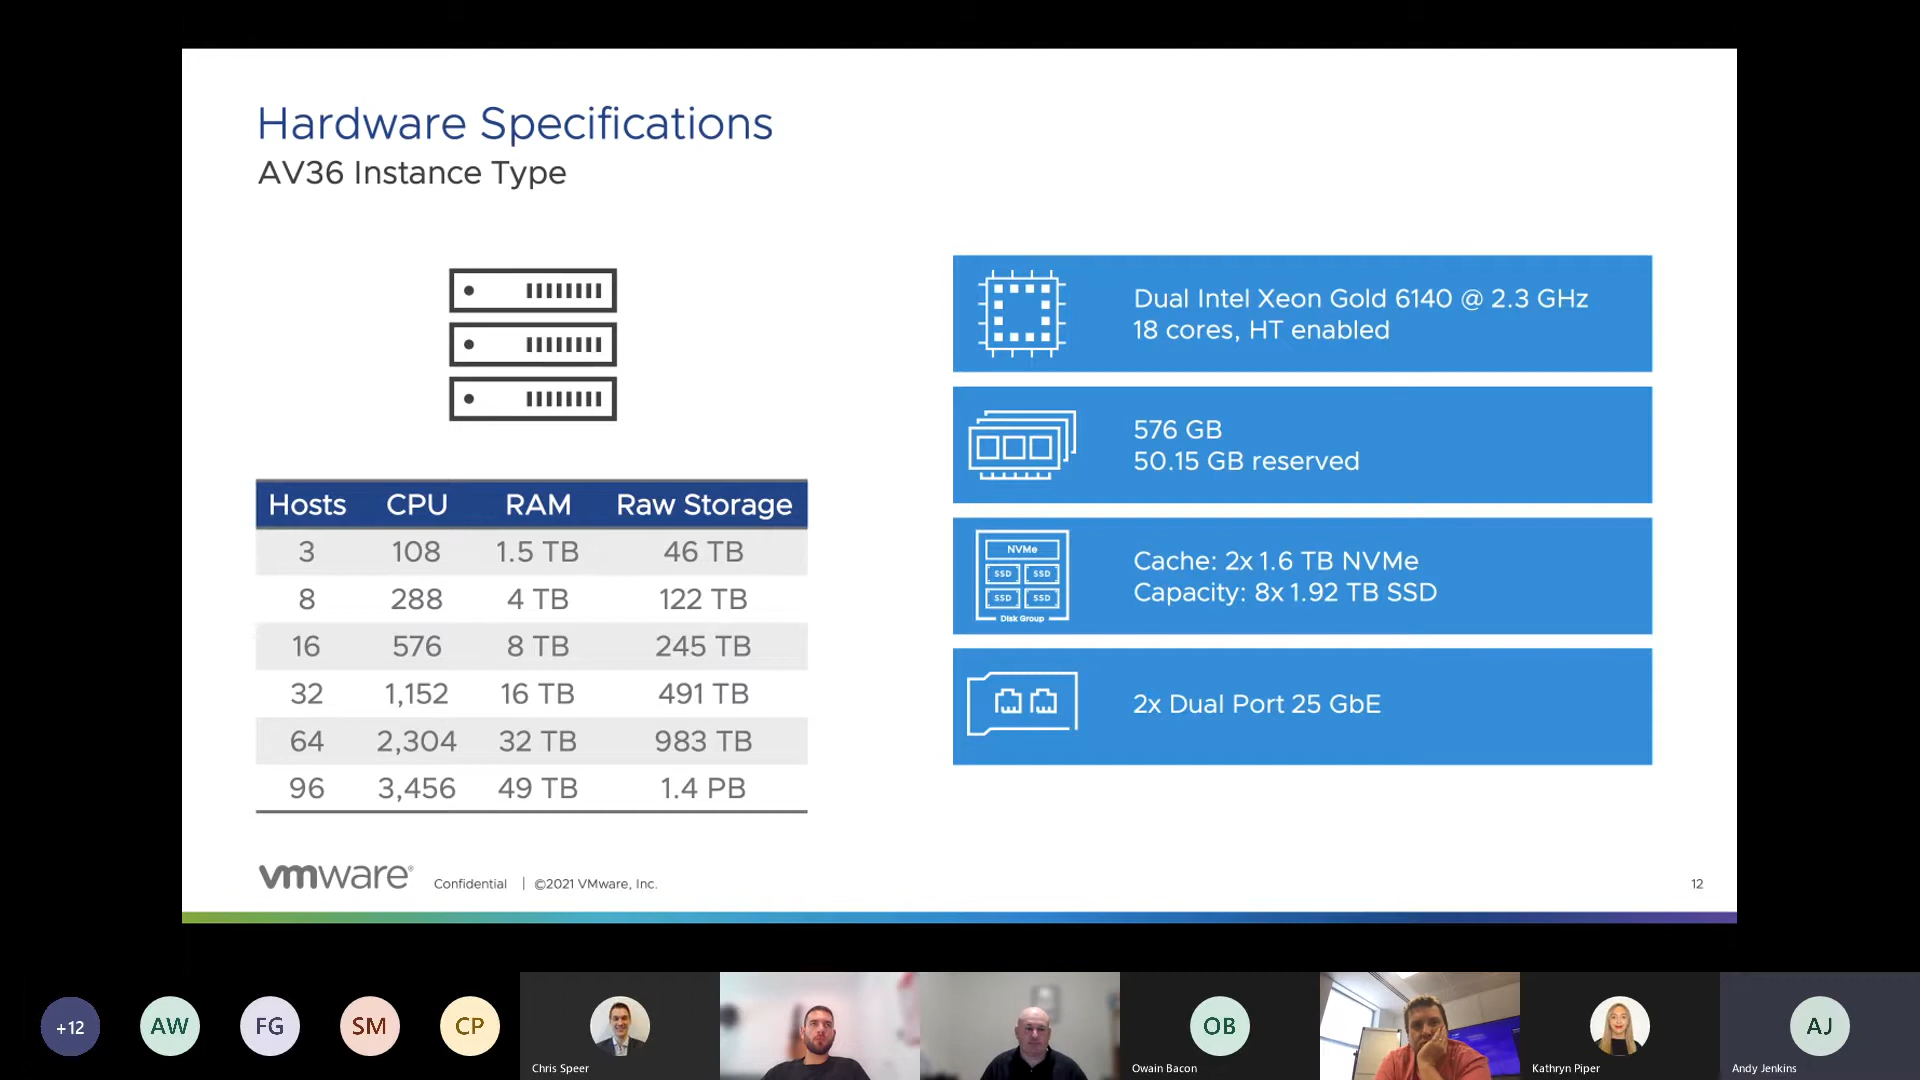 Hardware Specifications
AV36 Instance Type
Hosts CPU RAM Raw Storage
3 108 1.5 TB 46 TB
8 288 4 TB 122 TB
16 576 8 TB 245 TB
32 1,152 16 TB 491 TB
64 2,304 32 TB 983 TB
96 3,456 49 TB 1.4 PB
Dual Intel Xeon Gold 6140 @ 2.3 GHz
18 cores, HT enabled
576 GB
50.15 GB reserved
NVMe
SSD SSD
SSD SSD
Disk Group
Cache: 2x 1.6 TB NVMe
Capacity: 8x 1.92 TB SSD
2x Dual Port 25 GbE
vmware® Confidential | ©2021 VMware, Inc. 12
+12 AW FG SM CP OB AJ
Chris Speer Owain Bacon Kathryn Piper Andy Jenkins